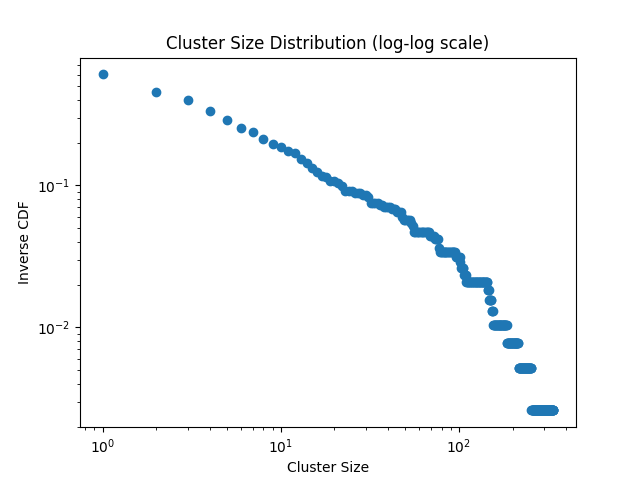 Cluster Size Distribution (log-log scale)
Inverse CDF
10⁻¹
10⁻²
10⁰ 10¹ 10²
Cluster Size